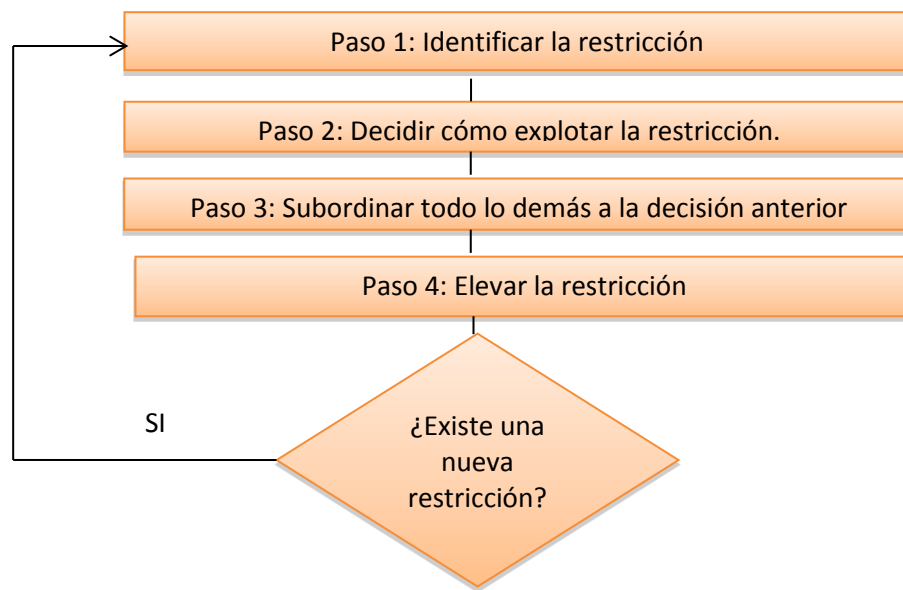 Paso 1: Identificar la restricción
Paso 2: Decidir cómo explotar la restricción.
Paso 3: Subordinar todo lo demás a la decisión anterior
Paso 4: Elevar la restricción
SI
¿Existe una
nueva
restricción?